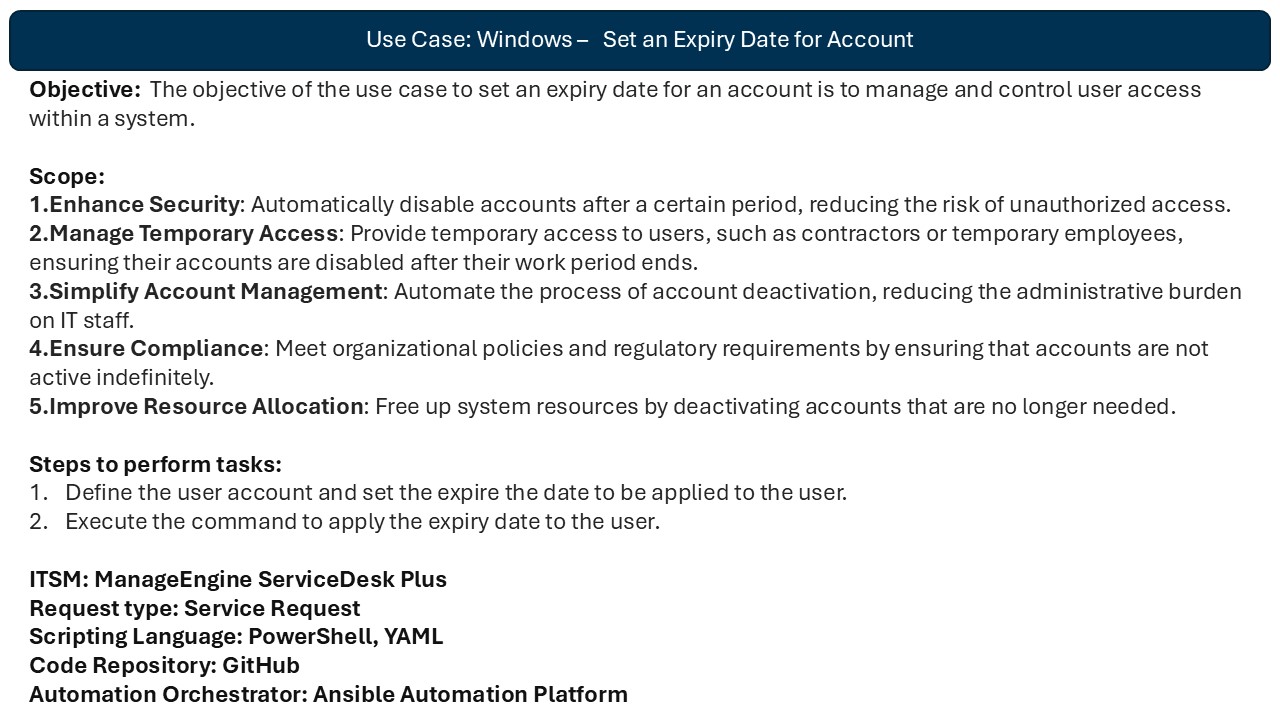 Use Case: Windows – Set an Expiry Date for Account
Objective: The objective of the use case to set an expiry date for an account is to manage and control user access
within a system.
Scope:
1.Enhance Security: Automatically disable accounts after a certain period, reducing the risk of unauthorized access.
2.Manage Temporary Access: Provide temporary access to users, such as contractors or temporary employees,
ensuring their accounts are disabled after their work period ends.
3.Simplify Account Management: Automate the process of account deactivation, reducing the administrative burden
on IT staff.
4.Ensure Compliance: Meet organizational policies and regulatory requirements by ensuring that accounts are not
active indefinitely.
5.Improve Resource Allocation: Free up system resources by deactivating accounts that are no longer needed.
Steps to perform tasks:
1. Define the user account and set the expire the date to be applied to the user.
2. Execute the command to apply the expiry date to the user.
ITSM: ManageEngine ServiceDesk Plus
Request type: Service Request
Scripting Language: PowerShell, YAML
Code Repository: GitHub
Automation Orchestrator: Ansible Automation Platform